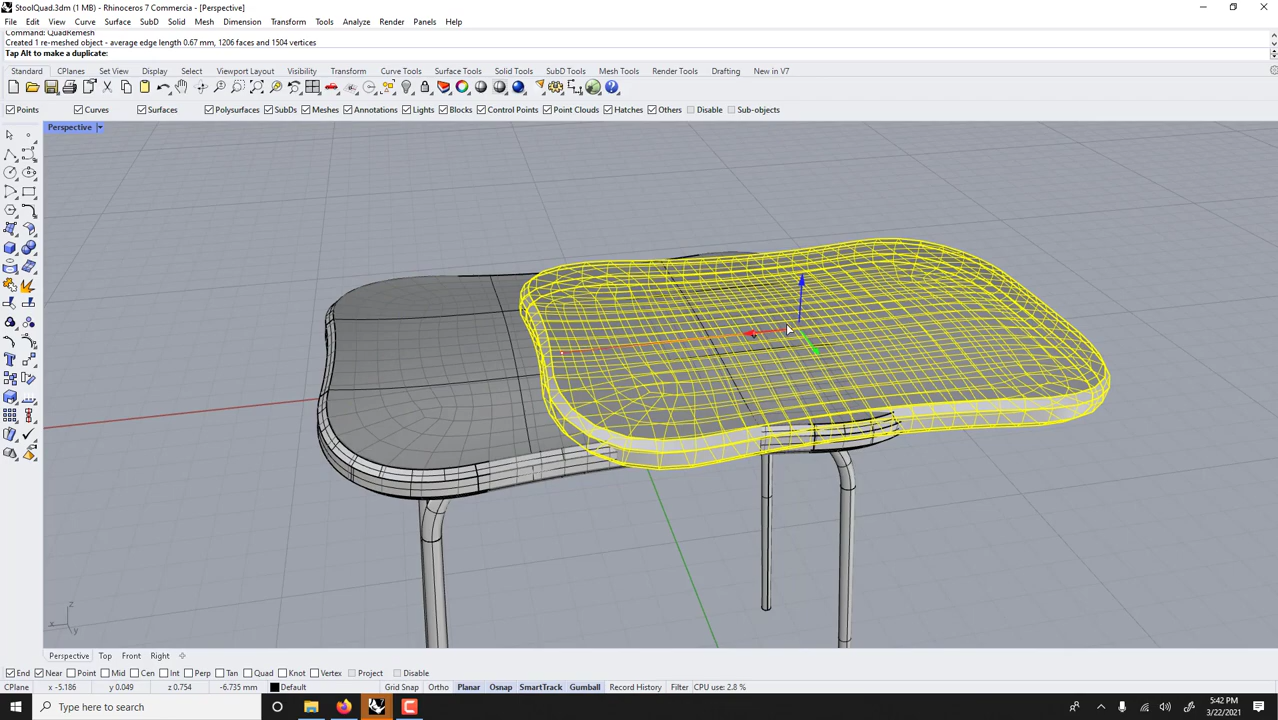 StoolQuad.3dm (1 MB) - Rhinoceros 7 Commercia - [Perspective]
File Edit View Curve Surface SubD Solid Mesh Dimension Transform Tools Analyze Render Panels Help
Command: QuadRemesh
Created 1 re-meshed object - average edge length 0.67 mm, 1206 faces and 1504 vertices
Tap Alt to make a duplicate:
Standard CPlanes Set View Display Select Viewport Layout Visibility Transform Curve Tools Surface Tools Solid Tools SubD Tools Mesh Tools Render Tools Drafting New in V7
Points Curves Surfaces Polysurfaces SubDs Meshes Annotations Lights Blocks Control Points Point Clouds Hatches Others Disable Sub-objects
Perspective
z
x
y
Perspective Top Front Right
End Near Point Mid Cen Int Perp Tan Quad Knot Vertex Project Disable
CPlane x -5.186 y 0.049 z 0.754 -6.735 mm Default Grid Snap Ortho Planar Osnap SmartTrack Gumball Record History Filter CPU use: 2.8 %
Type here to search
5:42 PM
3/22/2021